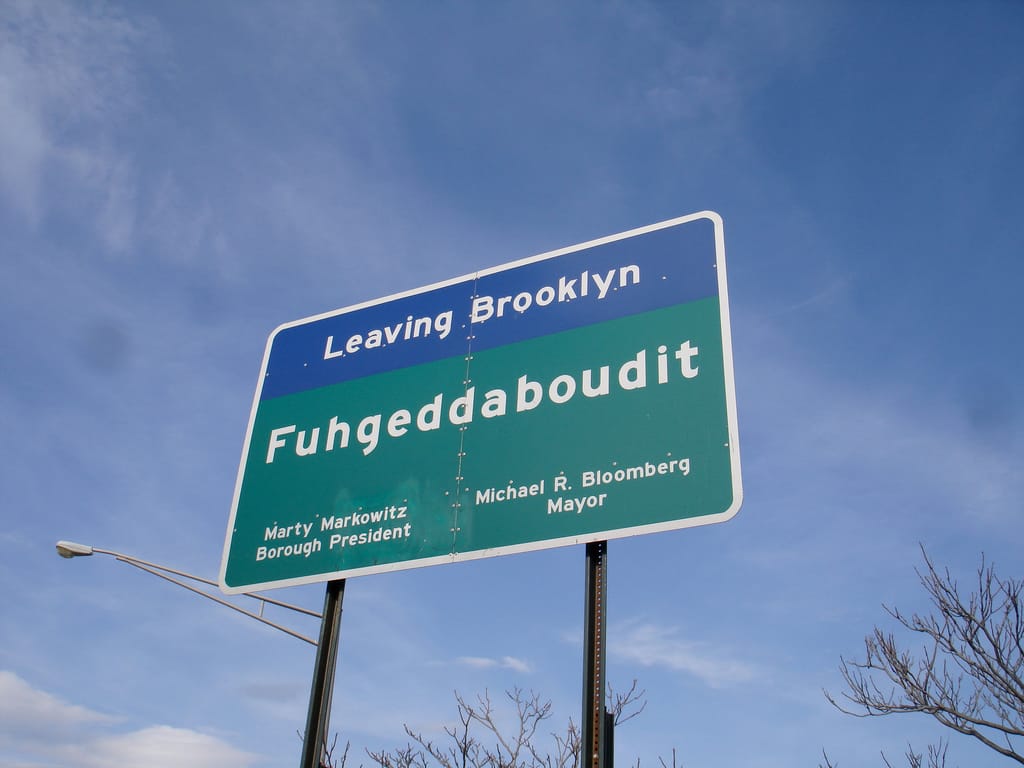 Leaving Brooklyn
Fuhgeddaboudit
Marty Markowitz
Borough President
Michael R. Bloomberg
Mayor